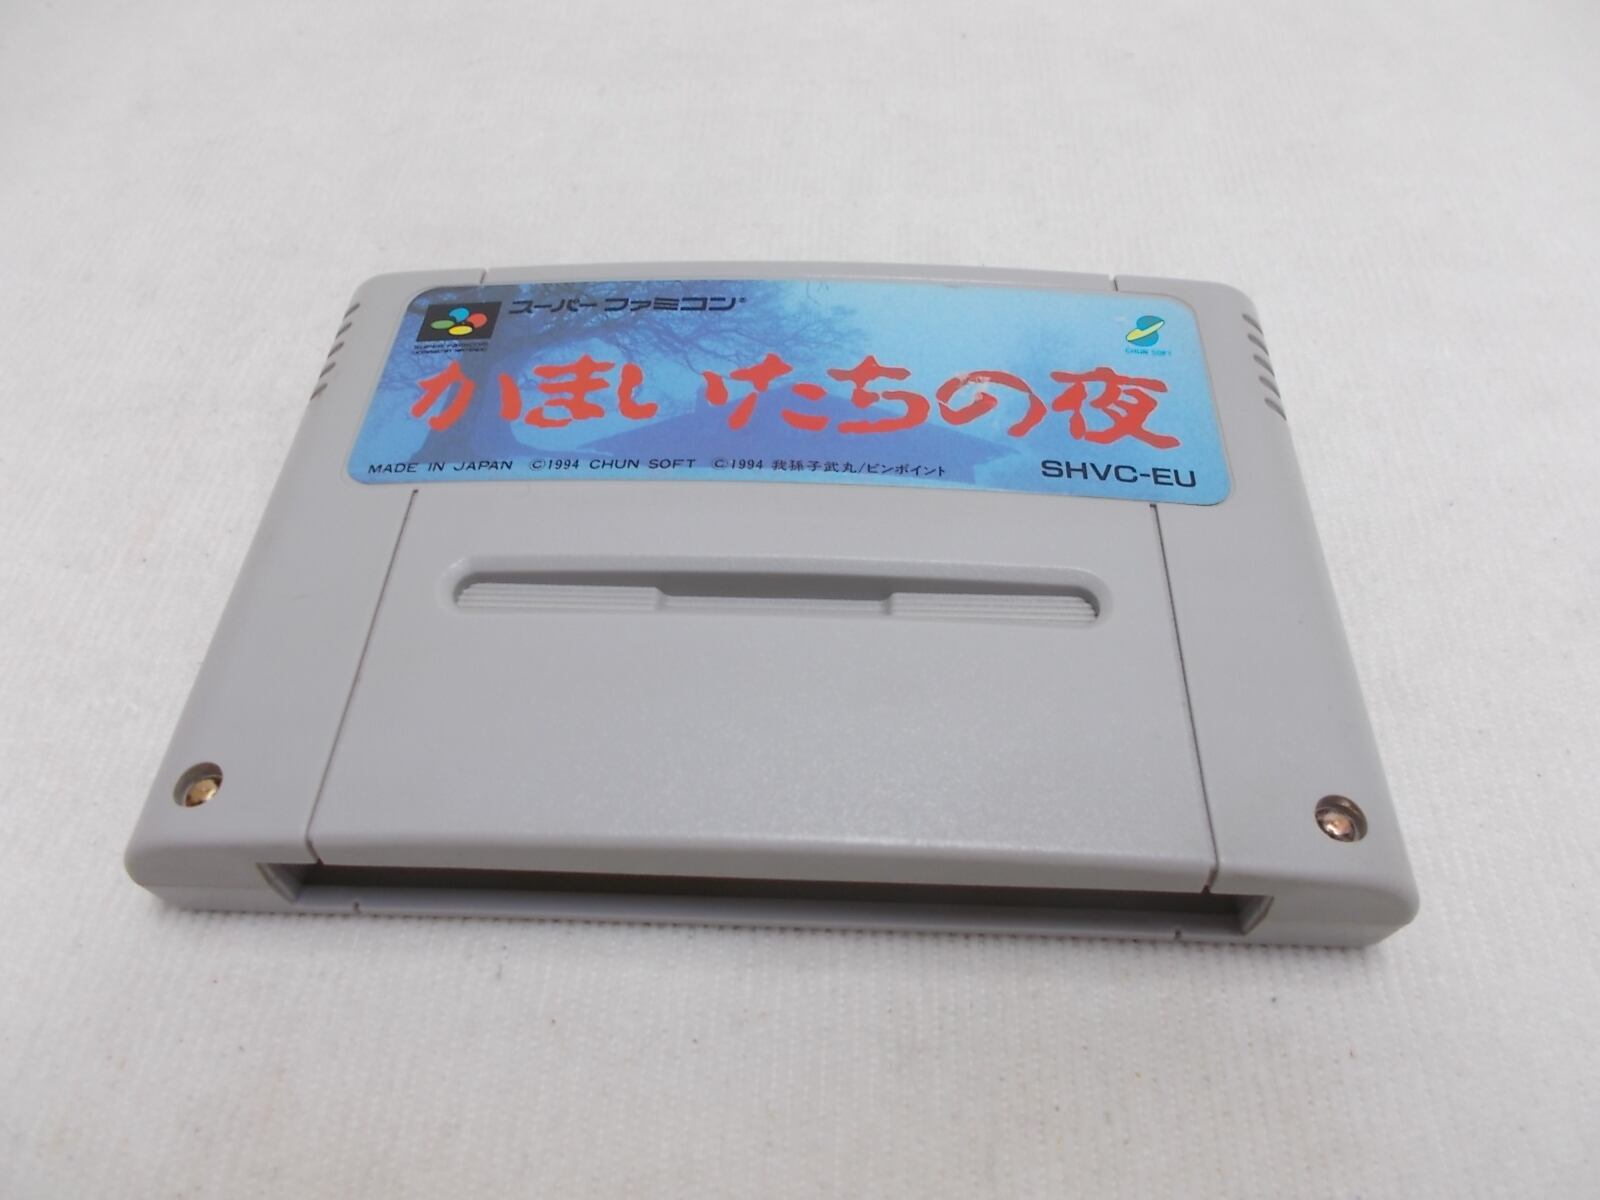 スーパーファミコン®
SUPER FAMICOM
CHUN SOFT
かまいたちの夜
MADE IN JAPAN ©1994 CHUN SOFT ©1994 我孫子武丸/ピンポイント
SHVC-EU